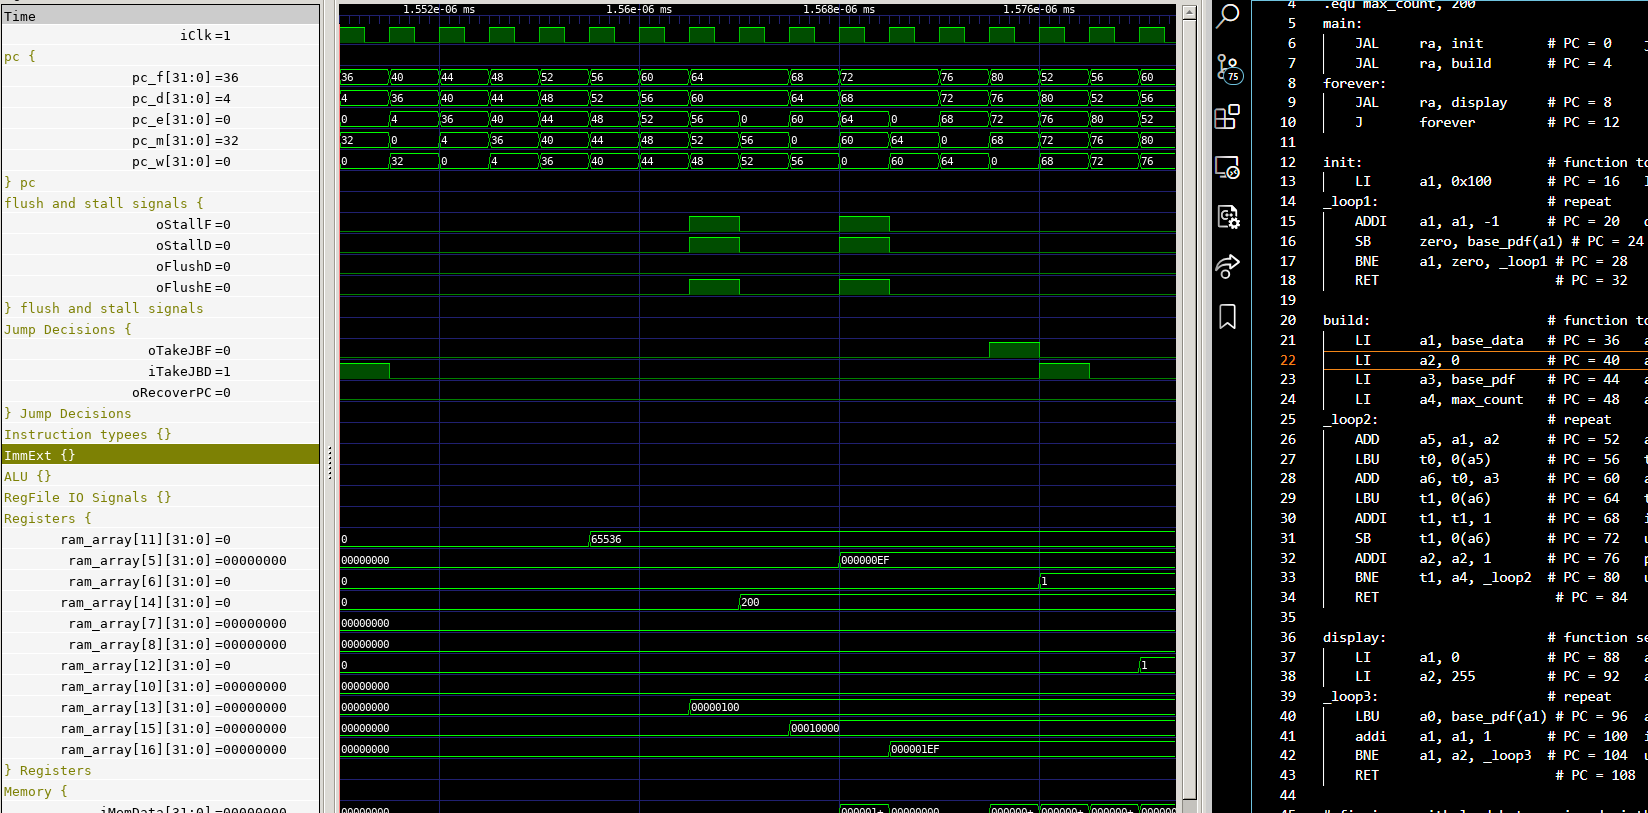 Time
1.552e-06 ms 1.56e-06 ms 1.568e-06 ms 1.576e-06 ms
iClk =1
pc {
pc_f[31:0] =36 36 40 44 48 52 56 60 64 68 72 76 80 52 56 60
pc_d[31:0] =4 4 36 40 44 48 52 56 60 64 68 72 76 80 52 56
pc_e[31:0] =0 0 4 36 40 44 48 52 56 0 60 64 0 68 72 76 80 52
pc_m[31:0] =32 32 0 4 36 40 44 48 52 56 0 60 64 0 68 72 76 80
pc_w[31:0] =0 0 32 0 4 36 40 44 48 52 56 0 60 64 0 68 72 76
} pc
flush and stall signals {
oStallF =0
oStallD =0
oFlushD =0
oFlushE =0
} flush and stall signals
Jump Decisions {
oTakeJBF =0
iTakeJBD =1
oRecoverPC =0
} Jump Decisions
Instruction typees {}
ImmExt {}
ALU {}
RegFile IO Signals {}
Registers {
ram_array[11][31:0] =0 0 65536
ram_array[5][31:0] =00000000 00000000 000000EF
ram_array[6][31:0] =0 0 1
ram_array[14][31:0] =0 0 200
ram_array[7][31:0] =00000000 00000000
ram_array[8][31:0] =00000000 00000000
ram_array[12][31:0] =0 0 1
ram_array[10][31:0] =00000000 00000000
ram_array[13][31:0] =00000000 00000000 00000100
ram_array[15][31:0] =00000000 00000000 00010000
ram_array[16][31:0] =00000000 00000000 000001EF
} Registers
Memory {
iMemData[31:0] =00000000 00000000 000001+ 00000000 000000+ 000000+ 000000+ 000000+
75
4 .equ max_count, 200
5 main:
6 JAL ra, init # PC = 0
7 JAL ra, build # PC = 4
8 forever:
9 JAL ra, display # PC = 8
10 J forever # PC = 12
11
12 init: # function to
13 LI a1, 0x100 # PC = 16
14 _loop1: # repeat
15 ADDI a1, a1, -1 # PC = 20
16 SB zero, base_pdf(a1) # PC = 24
17 BNE a1, zero, _loop1 # PC = 28
18 RET # PC = 32
19
20 build: # function to
21 LI a1, base_data # PC = 36
22 LI a2, 0 # PC = 40
23 LI a3, base_pdf # PC = 44
24 LI a4, max_count # PC = 48
25 _loop2: # repeat
26 ADD a5, a1, a2 # PC = 52
27 LBU t0, 0(a5) # PC = 56
28 ADD a6, t0, a3 # PC = 60
29 LBU t1, 0(a6) # PC = 64
30 ADDI t1, t1, 1 # PC = 68
31 SB t1, 0(a6) # PC = 72
32 ADDI a2, a2, 1 # PC = 76
33 BNE t1, a4, _loop2 # PC = 80
34 RET # PC = 84
35
36 display: # function se
37 LI a1, 0 # PC = 88
38 LI a2, 255 # PC = 92
39 _loop3: # repeat
40 LBU a0, base_pdf(a1) # PC = 96
41 addi a1, a1, 1 # PC = 100
42 BNE a1, a2, _loop3 # PC = 104
43 RET # PC = 108
44